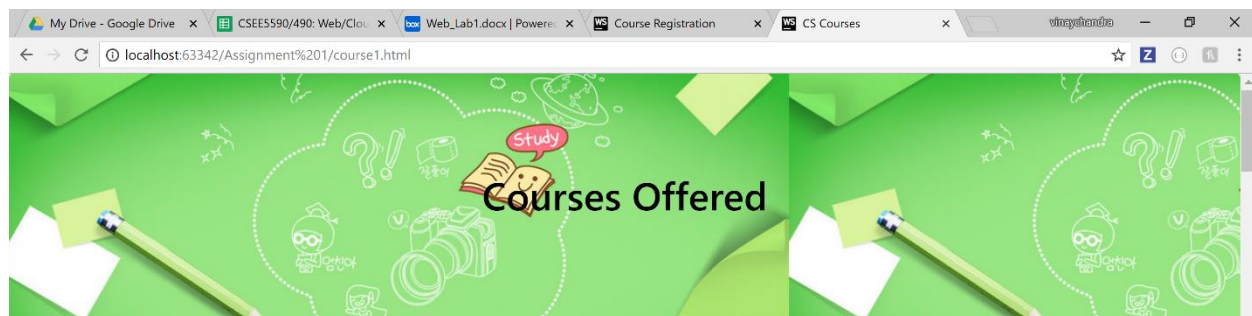 My Drive - Google Drive
CSEE5590/490: Web/Clou
Web_Lab1.docx | Powered
Course Registration
CS Courses
vinaychandra
localhost:63342/Assignment%201/course1.html
Study
Courses Offered
V